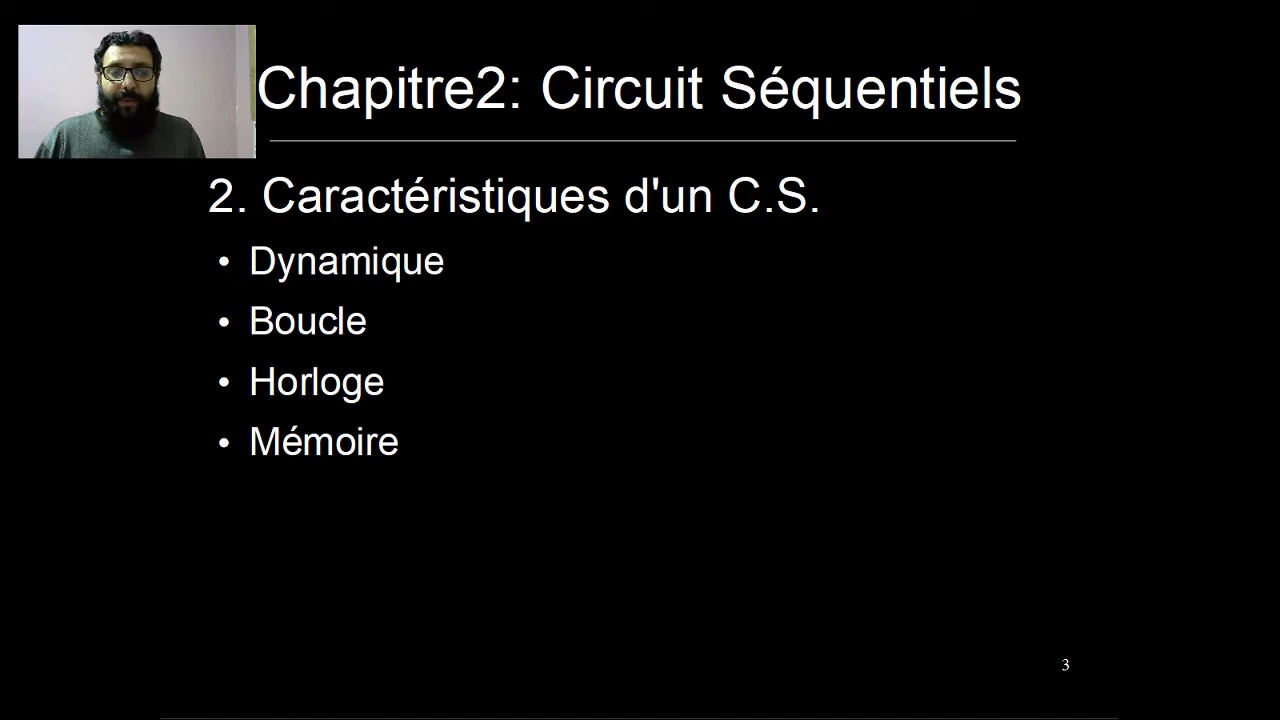 Chapitre2: Circuit Séquentiels
2. Caractéristiques d'un C.S.
• Dynamique
• Boucle
• Horloge
• Mémoire
3